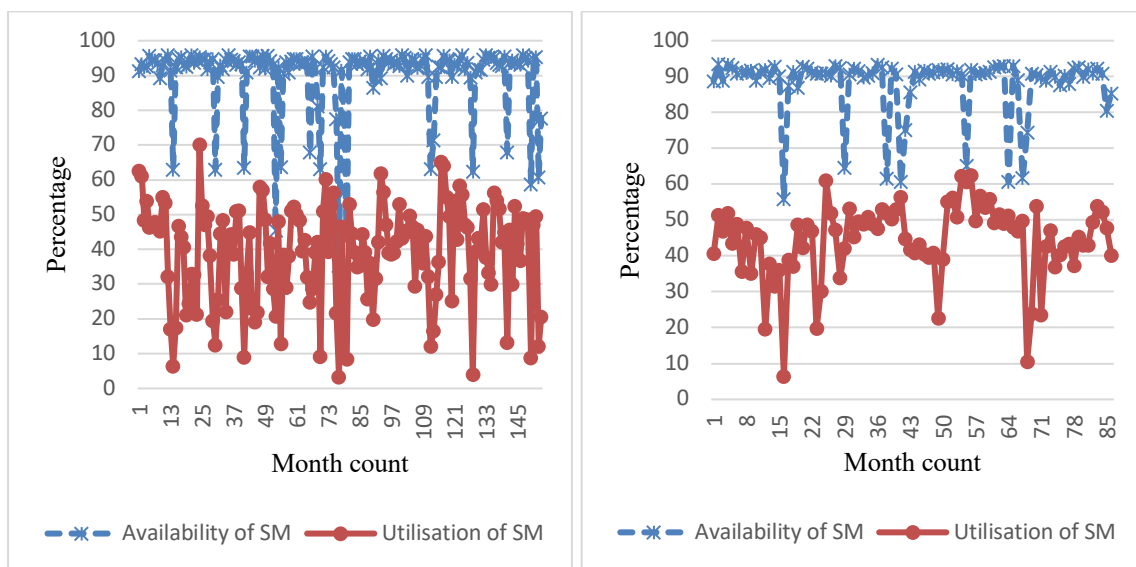 100
90
80
70
60
50
40
30
20
10
0
Percentage
1 13 25 37 49 61 73 85 97 109 121 133 145
Month count
Availability of SM Utilisation of SM
100
90
80
70
60
50
40
30
20
10
0
Percentage
1 8 15 22 29 36 43 50 57 64 71 78 85
Month count
Availability of SM Utilisation of SM